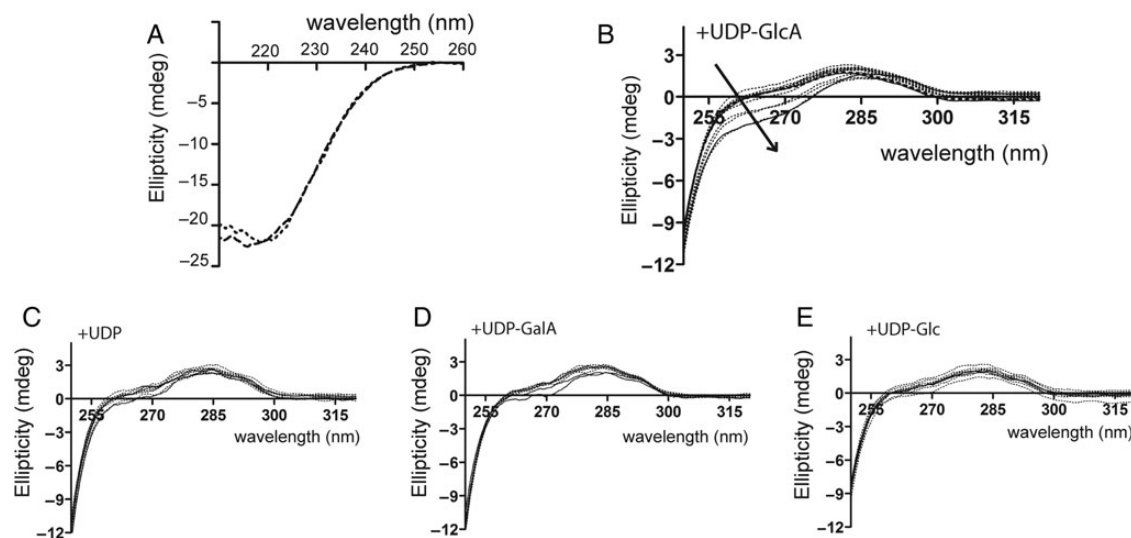 A
wavelength (nm)
220 230 240 250 260
Ellipticity (mdeg)
−5
−10
−15
−20
−25
B
+UDP-GlcA
Ellipticity (mdeg)
3
0
−3
−6
−9
−12
255 270 285 300 315
wavelength (nm)
C
+UDP
Ellipticity (mdeg)
3
0
−3
−6
−9
−12
255 270 285 300 315
wavelength (nm)
D
+UDP-GalA
Ellipticity (mdeg)
3
0
−3
−6
−9
−12
255 270 285 300 315
wavelength (nm)
E
+UDP-Glc
Ellipticity (mdeg)
3
0
−3
−6
−9
−12
255 270 285 300 315
wavelength (nm)